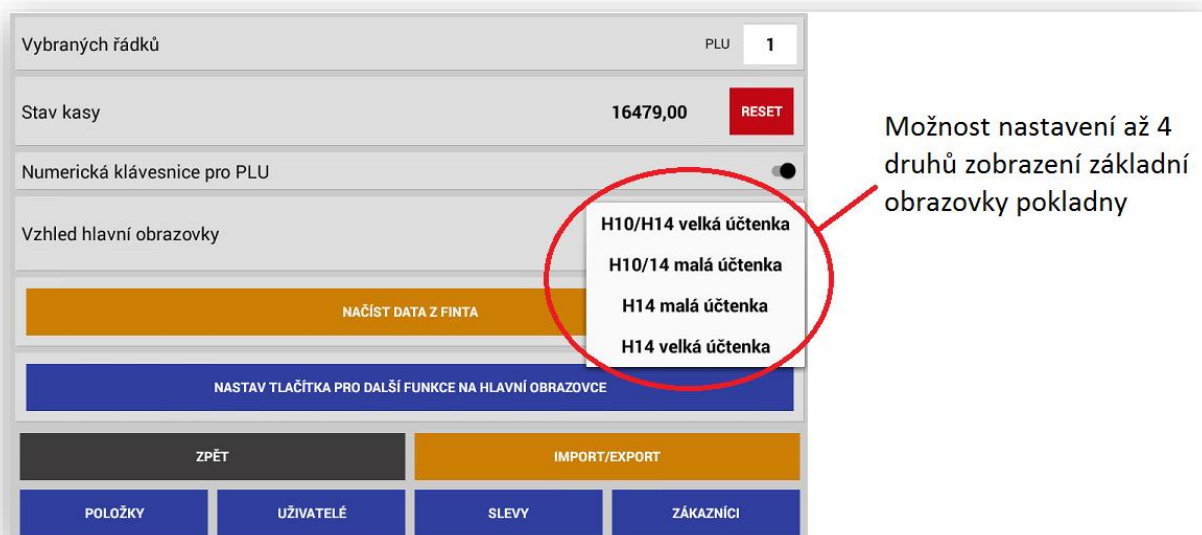 Vybraných řádků PLU 1
Stav kasy 16479,00 RESET
Numerická klávesnice pro PLU
Vzhled hlavní obrazovky
H10/H14 velká účtenka
H10/14 malá účtenka
H14 malá účtenka
H14 velká účtenka
NAČÍST DATA Z FINTA
NASTAV TLAČÍTKA PRO DALŠÍ FUNKCE NA HLAVNÍ OBRAZOVCE
ZPĚT IMPORT/EXPORT
POLOŽKY UŽIVATELÉ SLEVY ZÁKAZNÍCI
Možnost nastavení až 4
druhů zobrazení základní
obrazovky pokladny